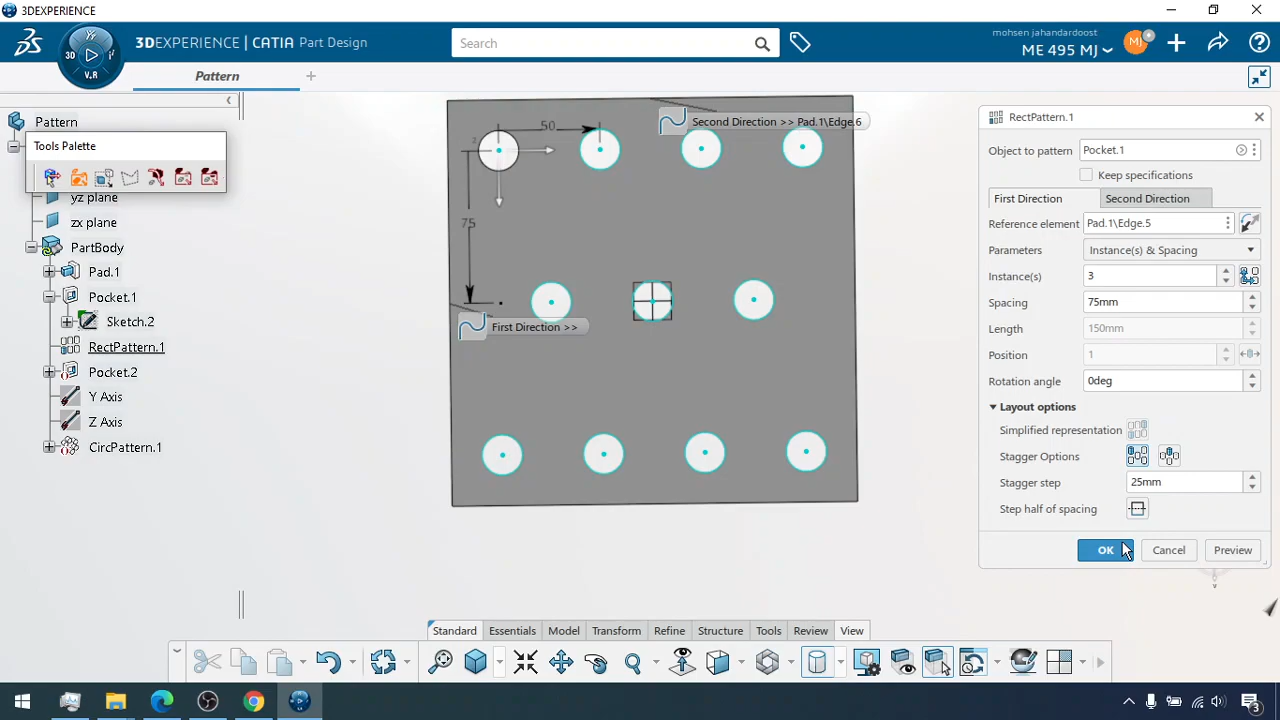 3DEXPERIENCE
3DEXPERIENCE | CATIA Part Design
Search
mohsen jahandardoost
ME 495 MJ
MJ
3D
V.R
Pattern
Tools Palette
yz plane
zx plane
PartBody
Pad.1
Pocket.1
Sketch.2
RectPattern.1
Pocket.2
Y Axis
Z Axis
CircPattern.1
50
75
Second Direction >> Pad.1\Edge.6
First Direction >>
RectPattern.1
Object to pattern Pocket.1
Keep specifications
First Direction Second Direction
Reference element Pad.1\Edge.5
Parameters Instance(s) & Spacing
Instance(s) 3
Spacing 75mm
Length 150mm
Position 1
Rotation angle 0deg
Layout options
Simplified representation
Stagger Options
Stagger step 25mm
Step half of spacing
OK Cancel Preview
Standard Essentials Model Transform Refine Structure Tools Review View
3